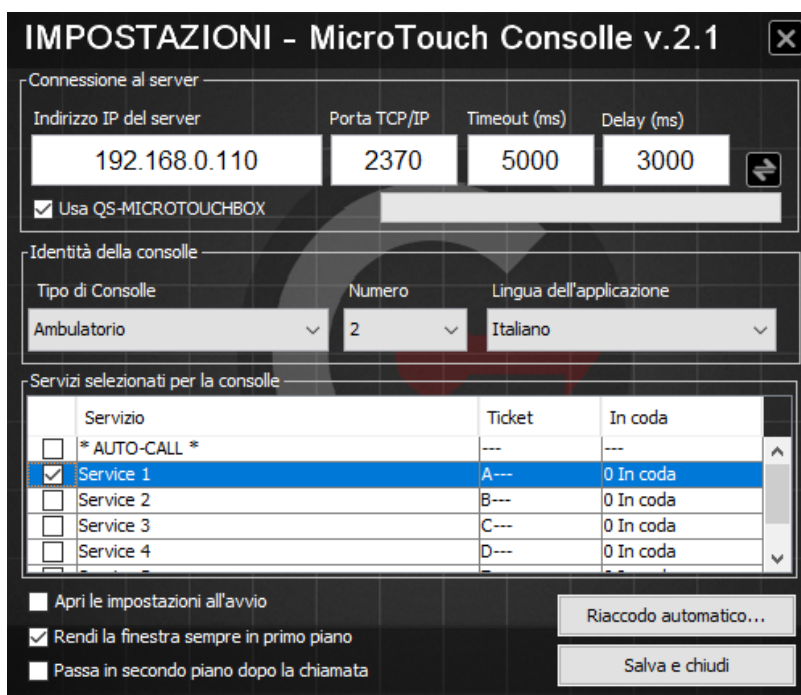 IMPOSTAZIONI - MicroTouch Consolle v.2.1
Connessione al server
Indirizzo IP del server Porta TCP/IP Timeout (ms) Delay (ms)
192.168.0.110 2370 5000 3000
Usa QS-MICROTOUCHBOX
Identità della consolle
Tipo di Consolle Numero Lingua dell'applicazione
Ambulatorio 2 Italiano
Servizi selezionati per la consolle
Servizio Ticket In coda
* AUTO-CALL * --- ---
Service 1 A--- 0 In coda
Service 2 B--- 0 In coda
Service 3 C--- 0 In coda
Service 4 D--- 0 In coda
Apri le impostazioni all'avvio
Riaccodo automatico...
Rendi la finestra sempre in primo piano
Passa in secondo piano dopo la chiamata
Salva e chiudi